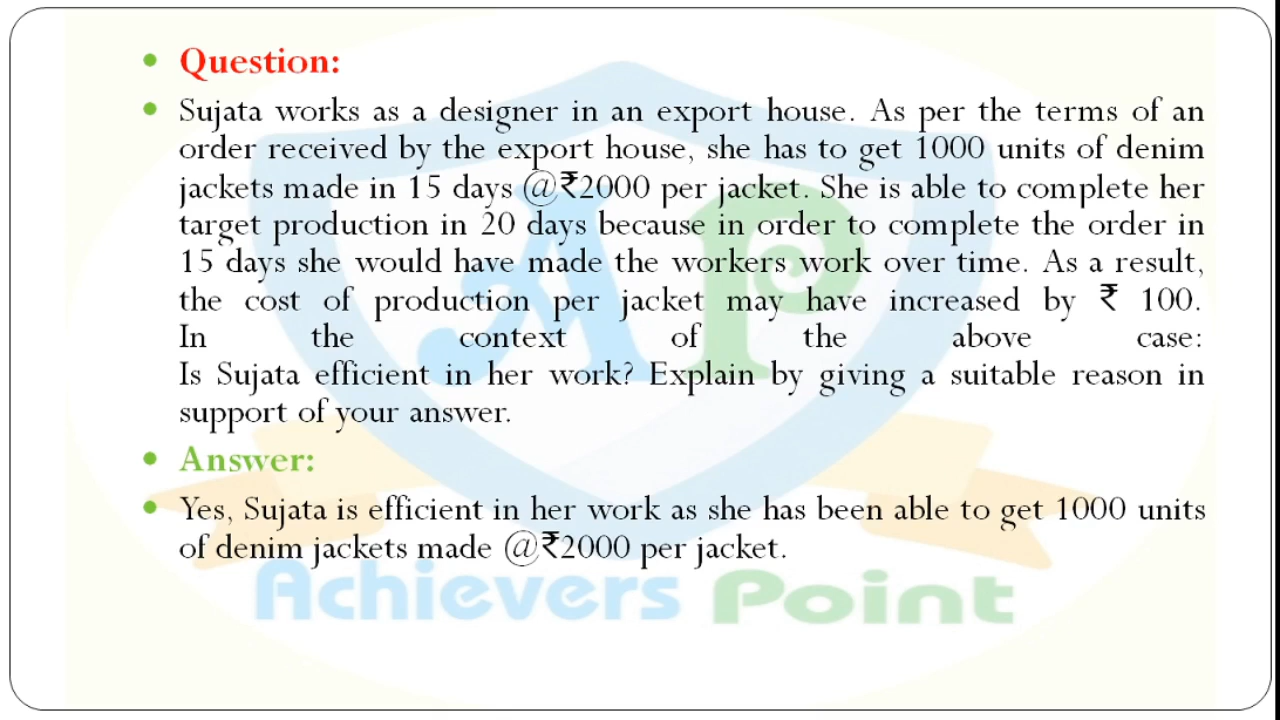 Question:
Sujata works as a designer in an export house. As per the terms of an
order received by the export house, she has to get 1000 units of denim
jackets made in 15 days @₹2000 per jacket. She is able to complete her
target production in 20 days because in order to complete the order in
15 days she would have made the workers work over time. As a result,
the cost of production per jacket may have increased by ₹ 100.
In the context of the above case:
Is Sujata efficient in her work? Explain by giving a suitable reason in
support of your answer.
Answer:
Yes, Sujata is efficient in her work as she has been able to get 1000 units
of denim jackets made @₹2000 per jacket.
AP
Achievers Point